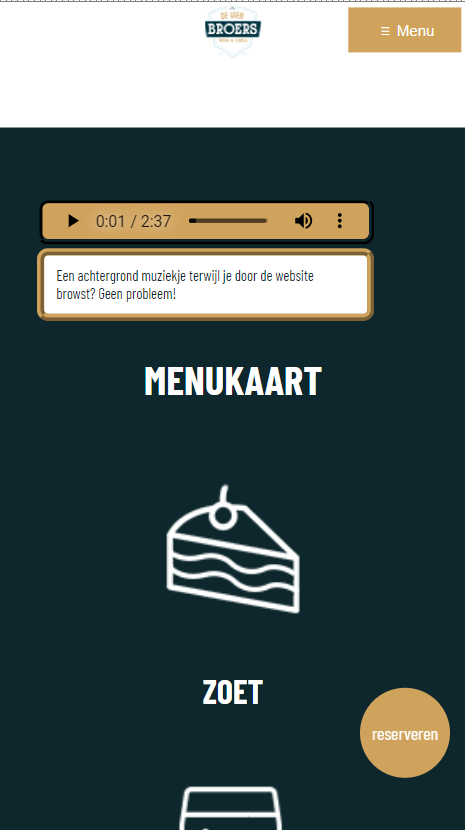 DE VIER
BROERS
☰ Menu
0:01 / 2:37
Een achtergrond muziekje terwijl je door de website
browst? Geen probleem!
MENUKAART
ZOET
reserveren